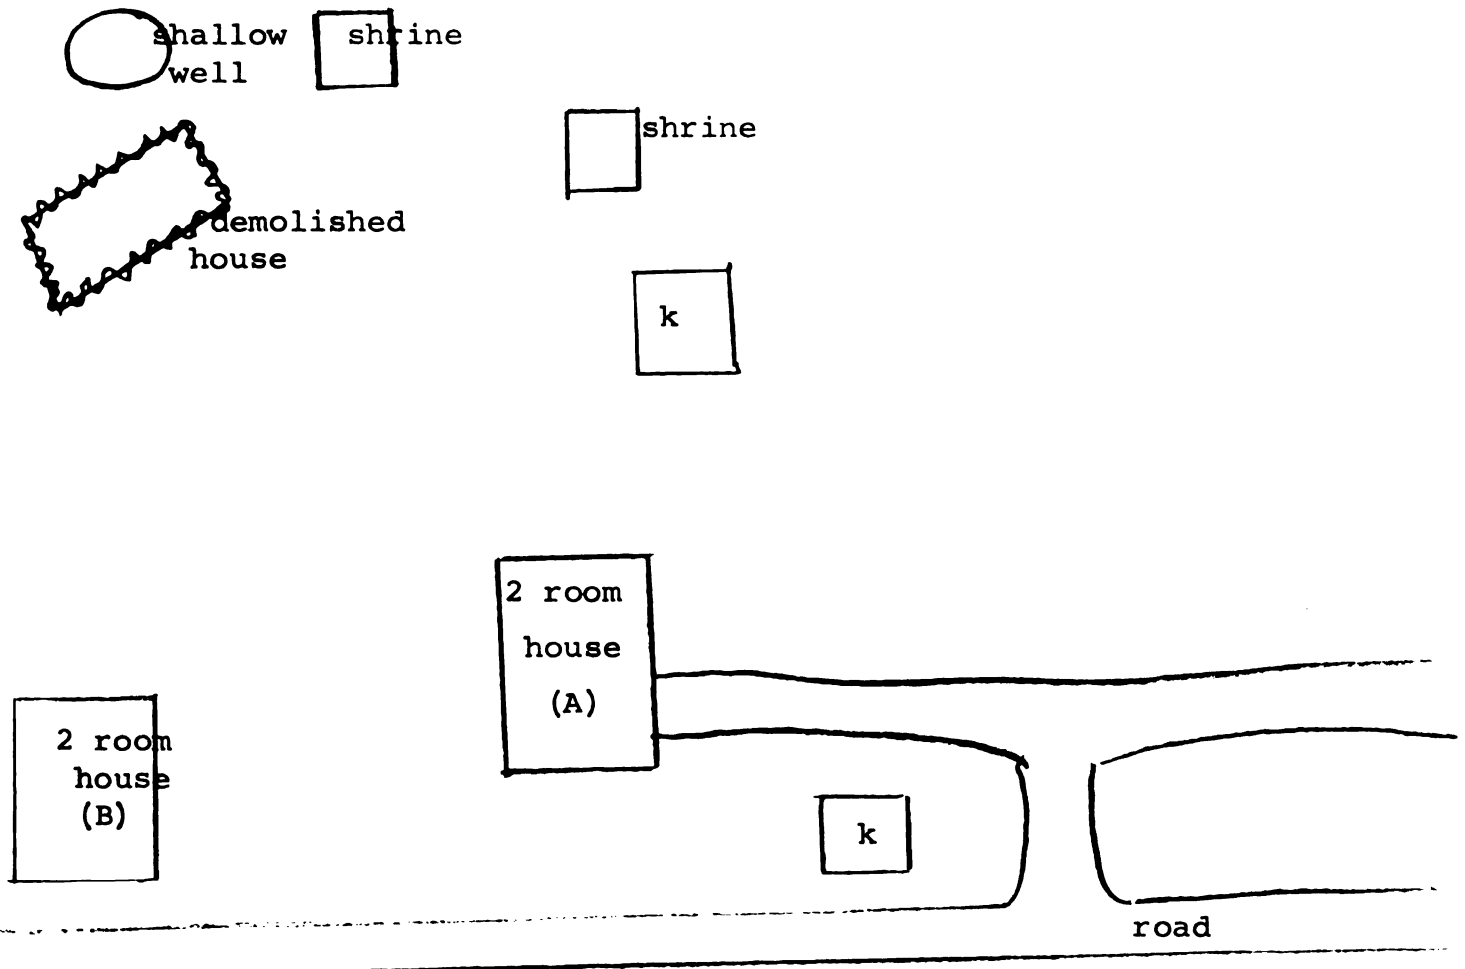 shallow
well
shrine
shrine
demolished
house
k
2 room
house
(A)
2 room
house
(B)
k
road